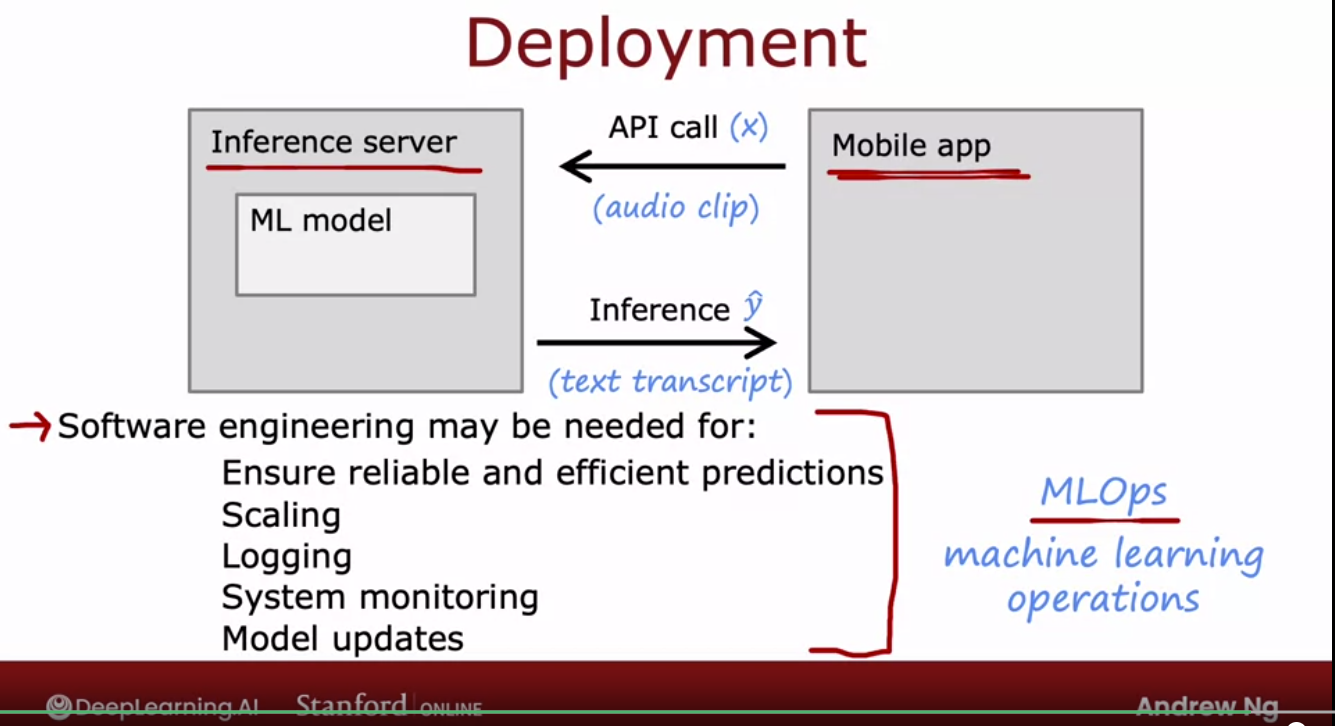 Deployment
Inference server
ML model
API call (x)
(audio clip)
Inference ŷ
(text transcript)
Mobile app
→Software engineering may be needed for:
Ensure reliable and efficient predictions
Scaling
Logging
System monitoring
Model updates
MLOps
machine learning
operations
DeepLearning.AI
Stanford ONLINE
Andrew Ng